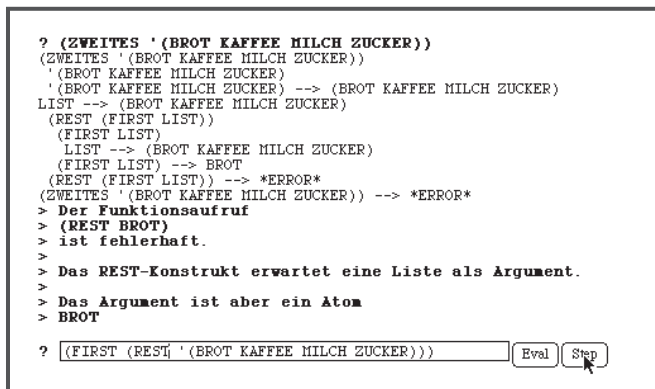 ? (ZWEITES '(BROT KAFFEE MILCH ZUCKER))
(ZWEITES '(BROT KAFFEE MILCH ZUCKER))
'(BROT KAFFEE MILCH ZUCKER)
'(BROT KAFFEE MILCH ZUCKER) --> (BROT KAFFEE MILCH ZUCKER)
LIST --> (BROT KAFFEE MILCH ZUCKER)
(REST (FIRST LIST))
(FIRST LIST)
LIST --> (BROT KAFFEE MILCH ZUCKER)
(FIRST LIST) --> BROT
(REST (FIRST LIST)) --> *ERROR*
(ZWEITES '(BROT KAFFEE MILCH ZUCKER)) --> *ERROR*
> Der Funktionsaufruf
> (REST BROT)
> ist fehlerhaft.
>
> Das REST-Konstrukt erwartet eine Liste als Argument.
>
> Das Argument ist aber ein Atom
> BROT
? (FIRST (REST '(BROT KAFFEE MILCH ZUCKER))) Eval Step